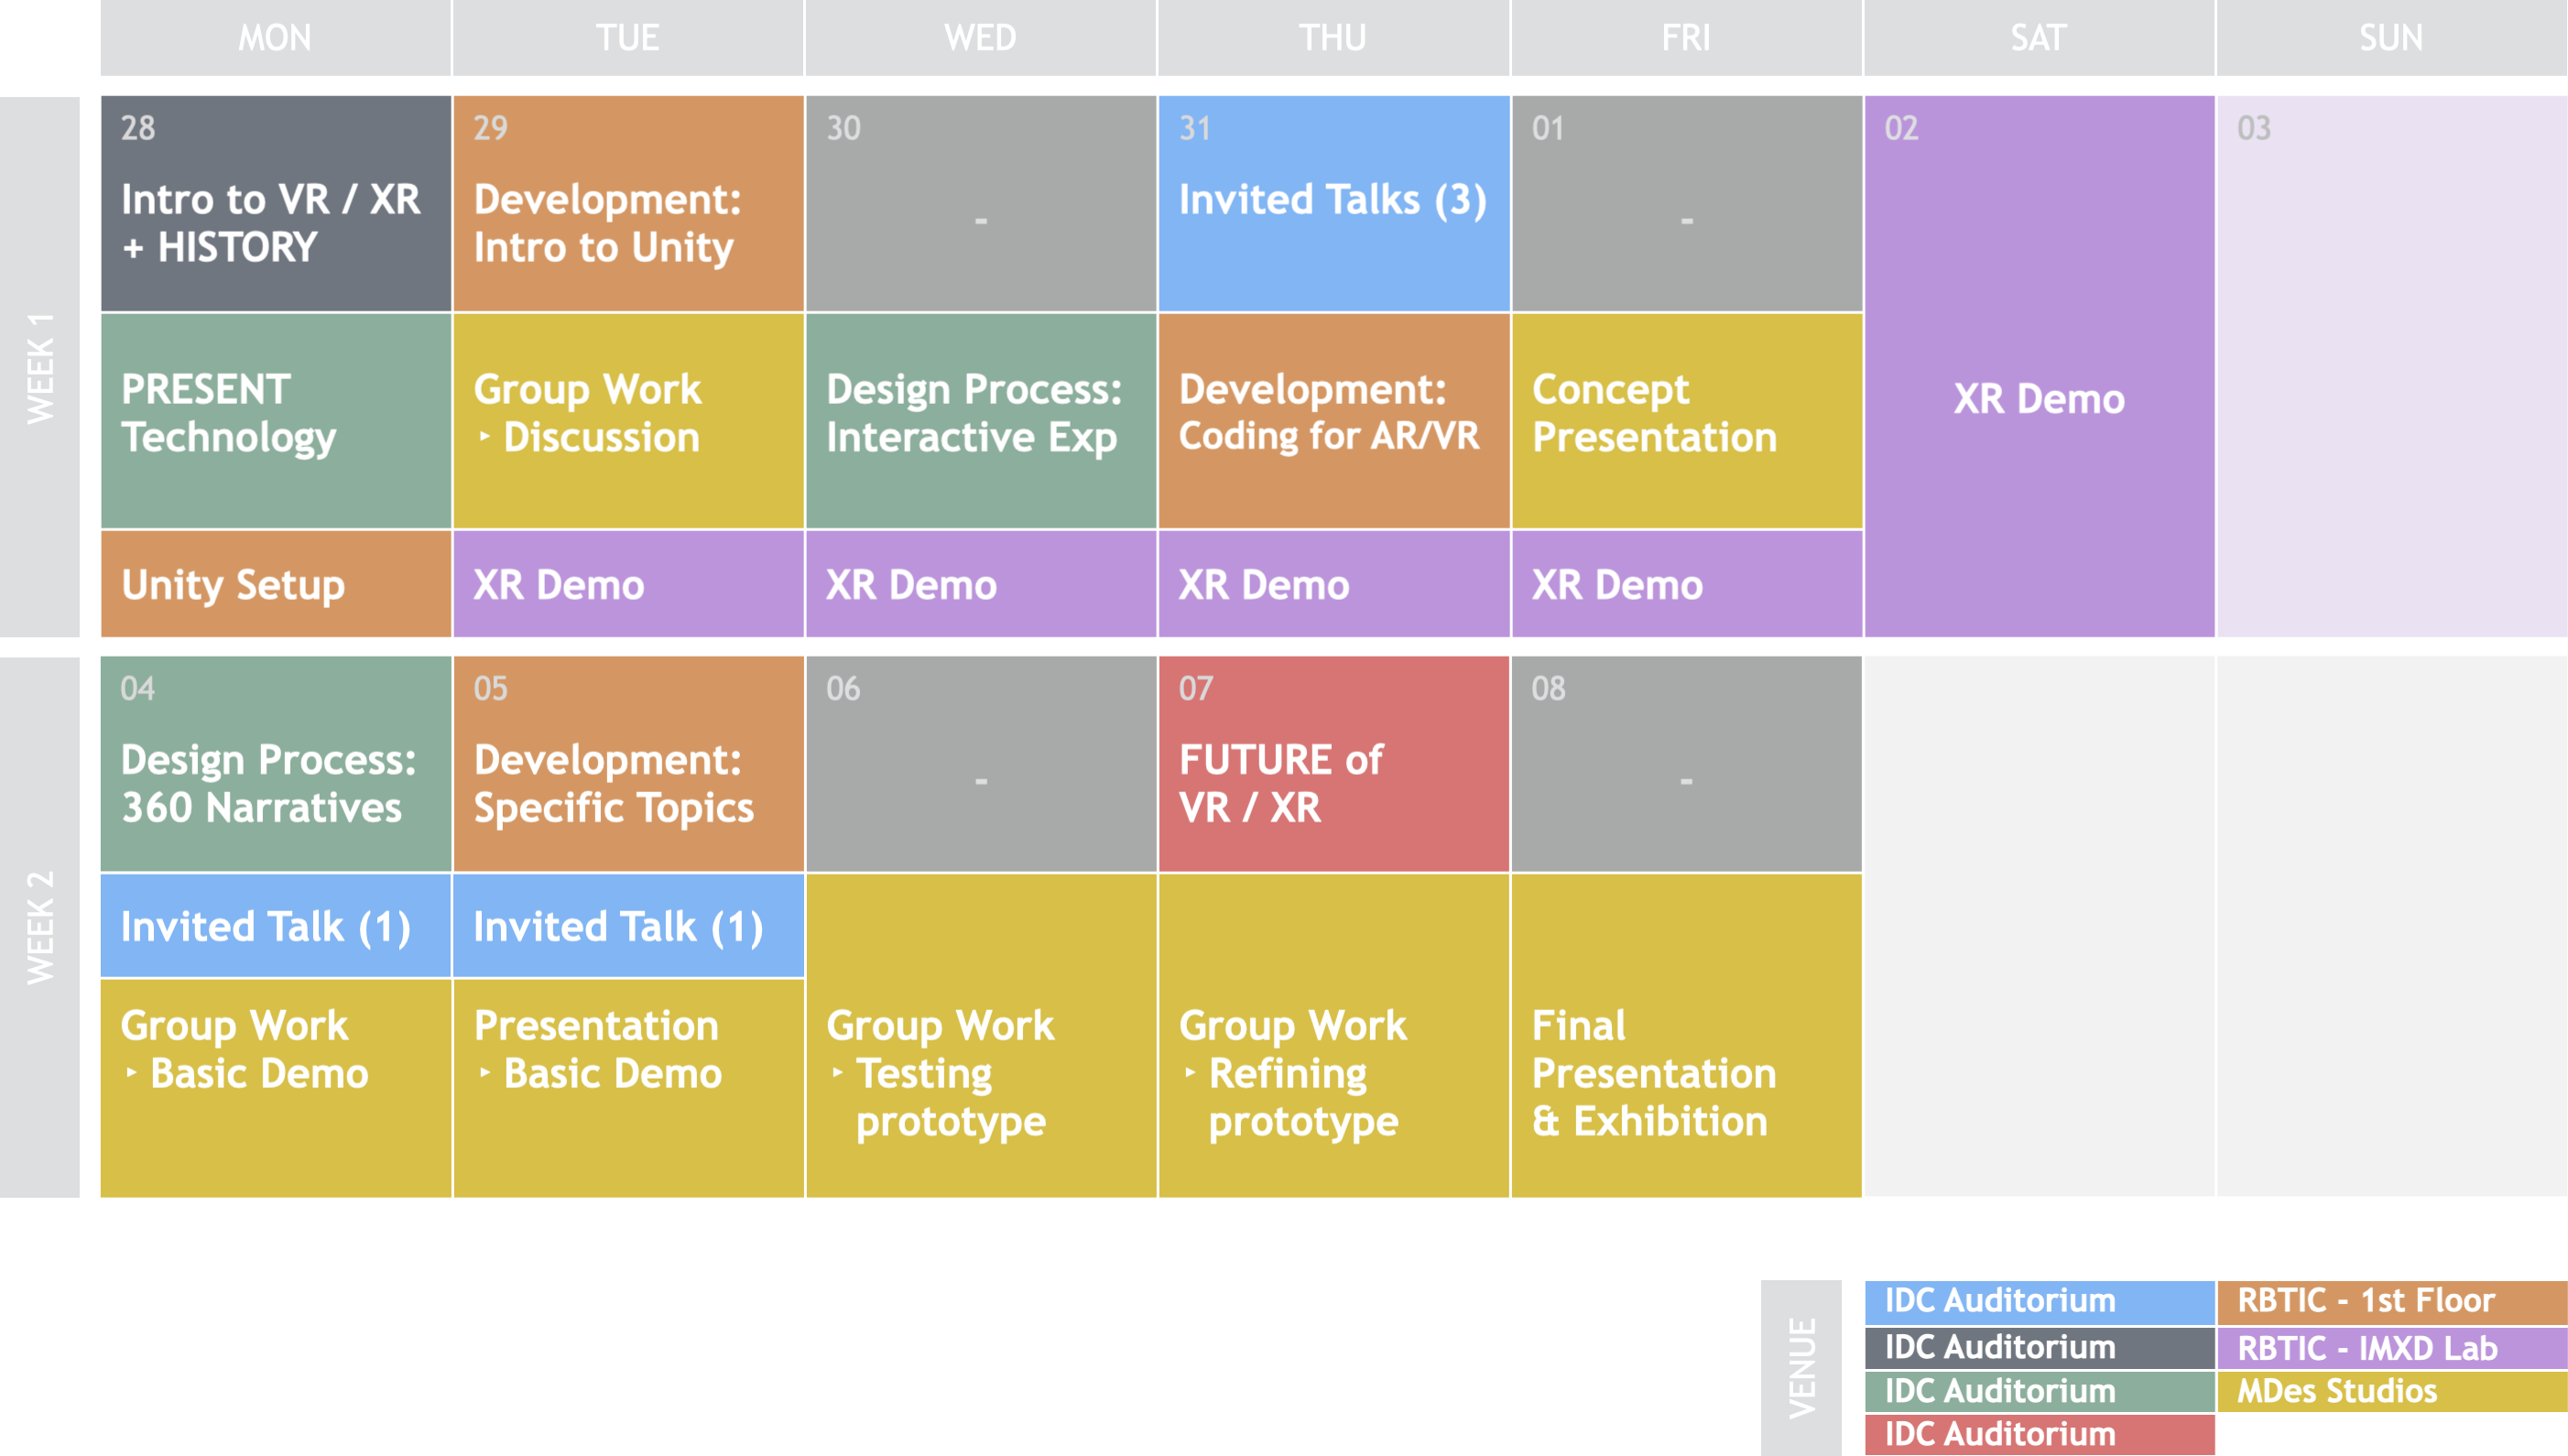 MON
TUE
WED
THU
FRI
SAT
SUN
WEEK 1
28
Intro to VR / XR
+ HISTORY
29
Development:
Intro to Unity
30
-
31
Invited Talks (3)
01
-
02
XR Demo
03
PRESENT
Technology
Group Work
‣ Discussion
Design Process:
Interactive Exp
Development:
Coding for AR/VR
Concept
Presentation
Unity Setup
XR Demo
XR Demo
XR Demo
XR Demo
WEEK 2
04
Design Process:
360 Narratives
05
Development:
Specific Topics
06
-
07
FUTURE of
VR / XR
08
-
Invited Talk (1)
Invited Talk (1)
Group Work
‣ Basic Demo
Presentation
‣ Basic Demo
Group Work
‣ Testing
prototype
Group Work
‣ Refining
prototype
Final
Presentation
& Exhibition
VENUE
IDC Auditorium
RBTIC - 1st Floor
IDC Auditorium
RBTIC - IMXD Lab
IDC Auditorium
MDes Studios
IDC Auditorium